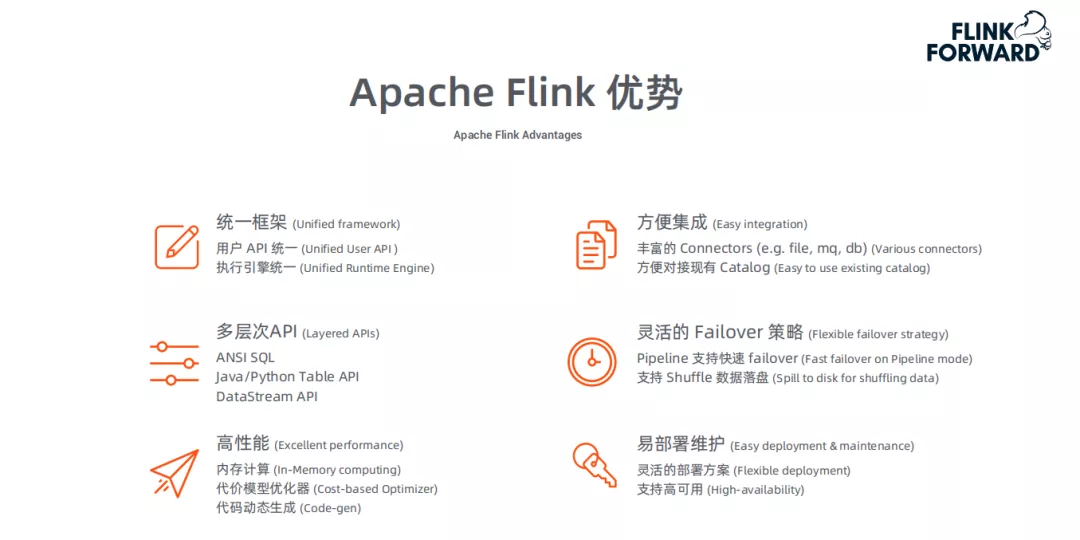 FLINK
FORWARD
Apache Flink 优势
Apache Flink Advantages
统一框架 (Unified framework)
用户 API 统一 (Unified User API )
执行引擎统一 (Unified Runtime Engine)
方便集成 (Easy integration)
丰富的 Connectors (e.g. file, mq, db) (Various connectors)
方便对接现有 Catalog (Easy to use existing catalog)
多层次API (Layered APIs)
ANSI SQL
Java/Python Table API
DataStream API
灵活的 Failover 策略 (Flexible failover strategy)
Pipeline 支持快速 failover (Fast failover on Pipeline mode)
支持 Shuffle 数据落盘 (Spill to disk for shuffling data)
高性能 (Excellent performance)
内存计算 (In-Memory computing)
代价模型优化器 (Cost-based Optimizer)
代码动态生成 (Code-gen)
易部署维护 (Easy deployment & maintenance)
灵活的部署方案 (Flexible deployment)
支持高可用 (High-availability)